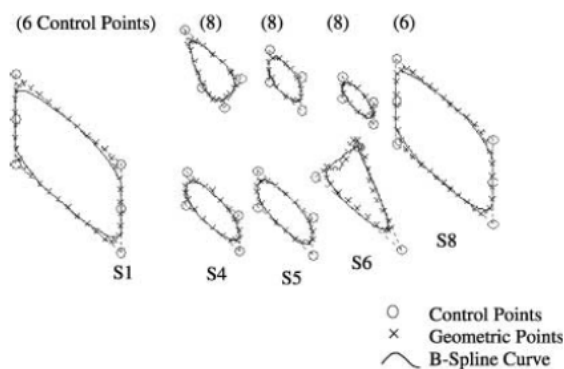 (6 Control Points) (8) (8) (8) (6)
S1 S4 S5 S6 S8
Control Points
Geometric Points
B-Spline Curve